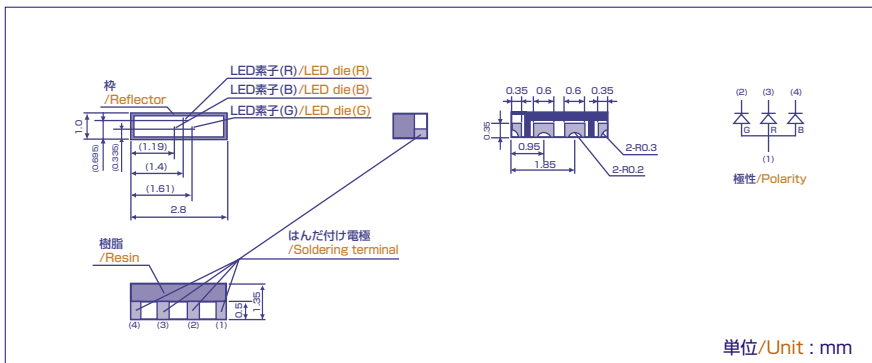 LED素子(R)/LED die(R)
LED素子(B)/LED die(B)
LED素子(G)/LED die(G)
枠
/Reflector
1.0
(0.695)
(0.335)
(1.19)
(1.4)
(1.61)
2.8
0.35 0.6 0.6 0.35
0.35
0.95
1.85
2-R0.3
2-R0.2
(2) (3) (4)
G R B
(1)
極性/Polarity
樹脂
/Resin
はんだ付け電極
/Soldering terminal
0.5
1.35
(4) (3) (2) (1)
単位/Unit : mm